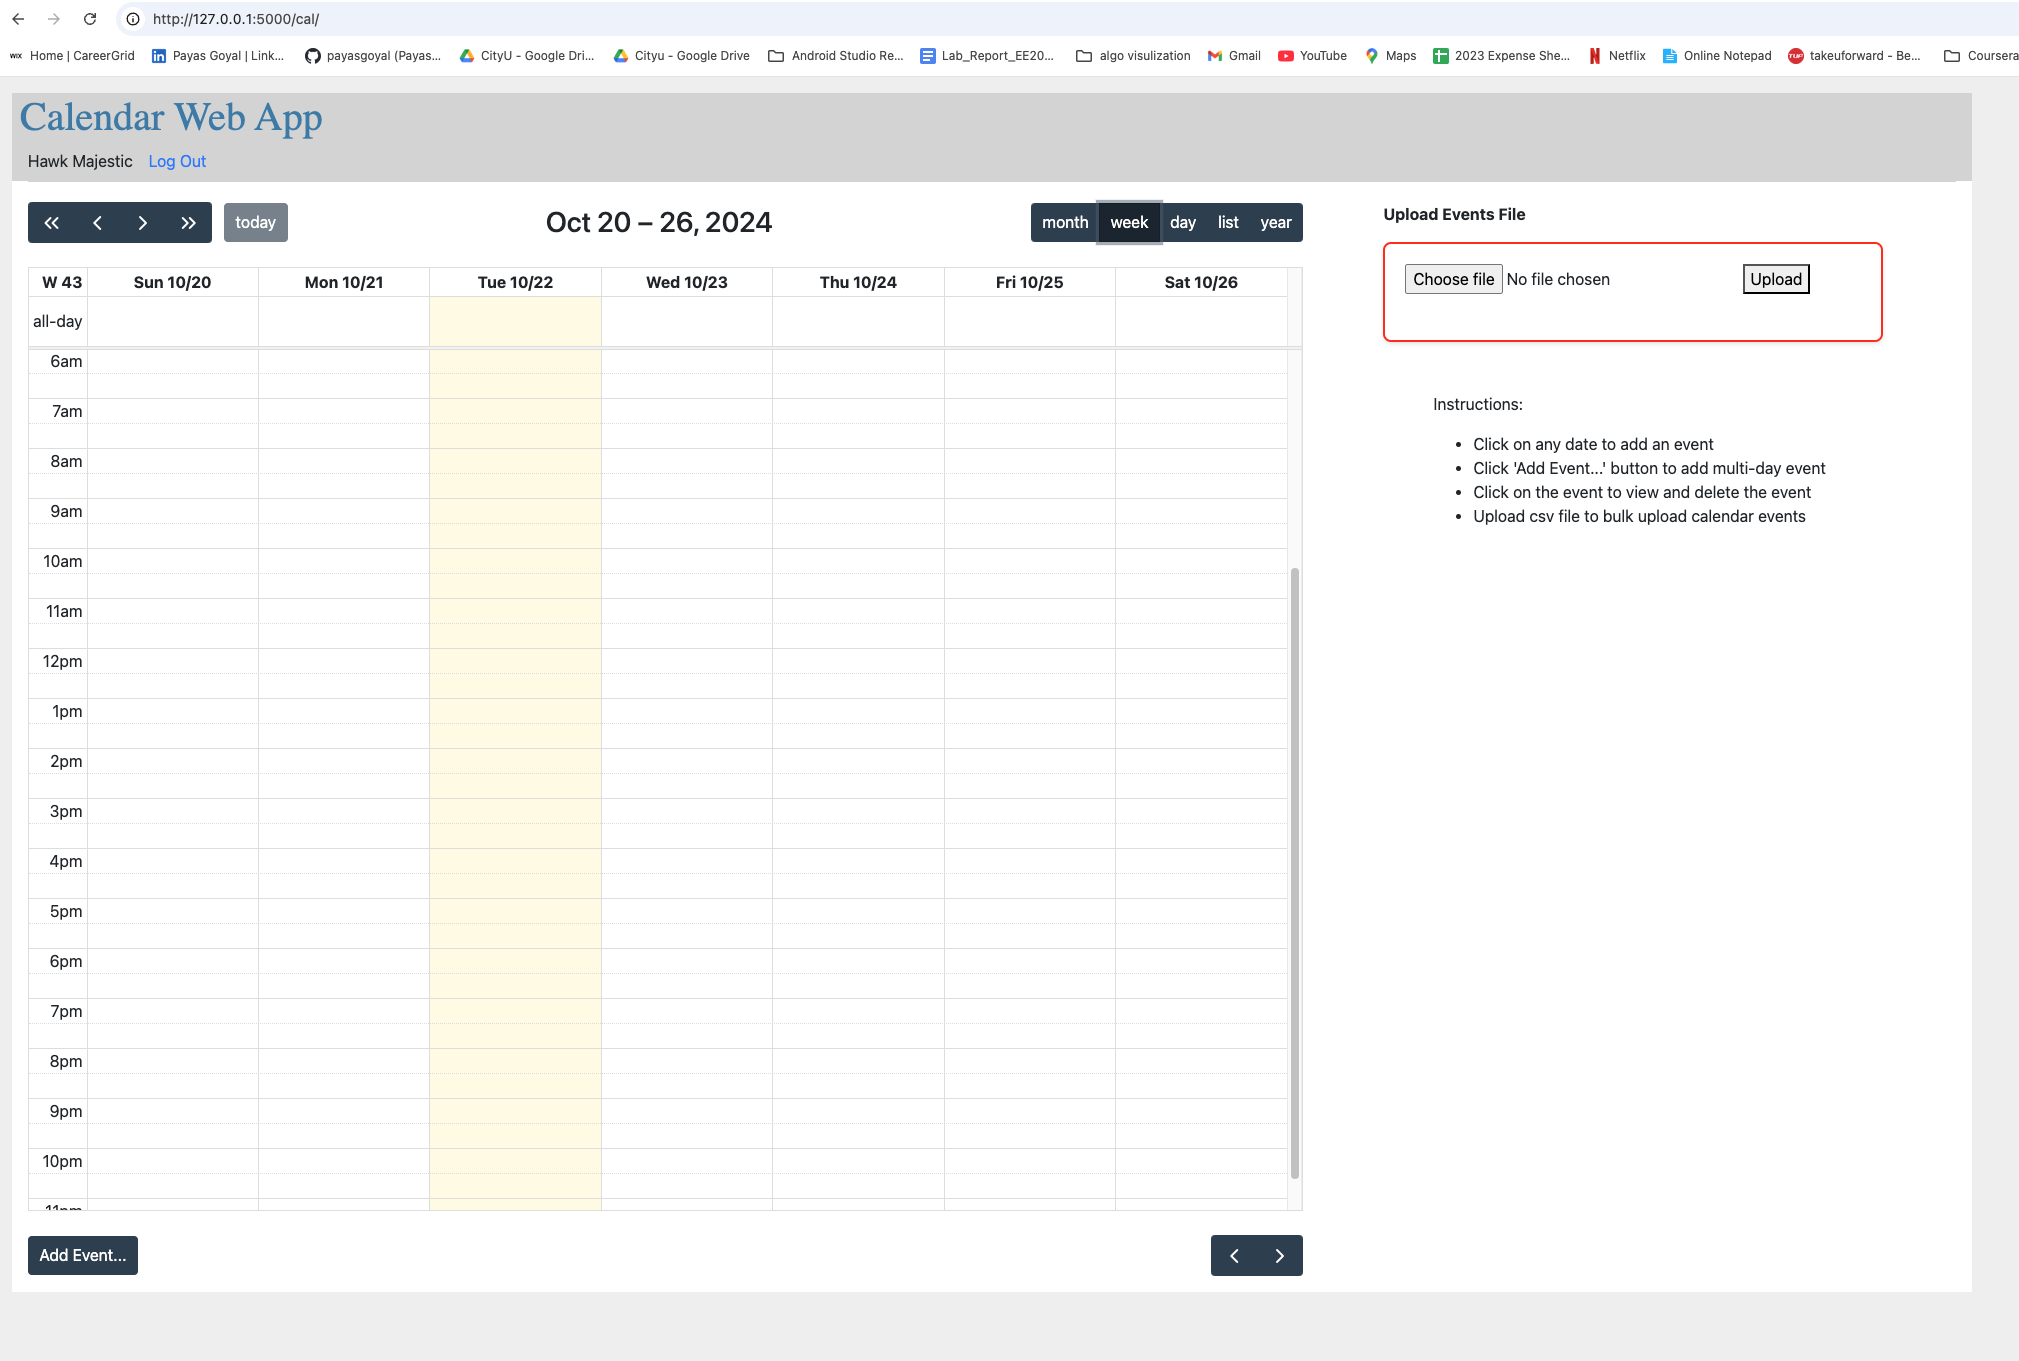 http://127.0.0.1:5000/cal/
WIX Home | CareerGrid in Payas Goyal | Link... payasgoyal (Payas... CityU - Google Dri... Cityu - Google Drive Android Studio Re... Lab_Report_EE20... algo visulization Gmail YouTube Maps 2023 Expense She... Netflix Online Notepad TUF takeuforward - Be... Coursera
Calendar Web App
Hawk Majestic Log Out
today
Oct 20 – 26, 2024
month week day list year
W 43 Sun 10/20 Mon 10/21 Tue 10/22 Wed 10/23 Thu 10/24 Fri 10/25 Sat 10/26
all-day
6am
7am
8am
9am
10am
11am
12pm
1pm
2pm
3pm
4pm
5pm
6pm
7pm
8pm
9pm
10pm
11pm
Add Event...
Upload Events File
Choose file No file chosen Upload
Instructions:
• Click on any date to add an event
• Click 'Add Event...' button to add multi-day event
• Click on the event to view and delete the event
• Upload csv file to bulk upload calendar events